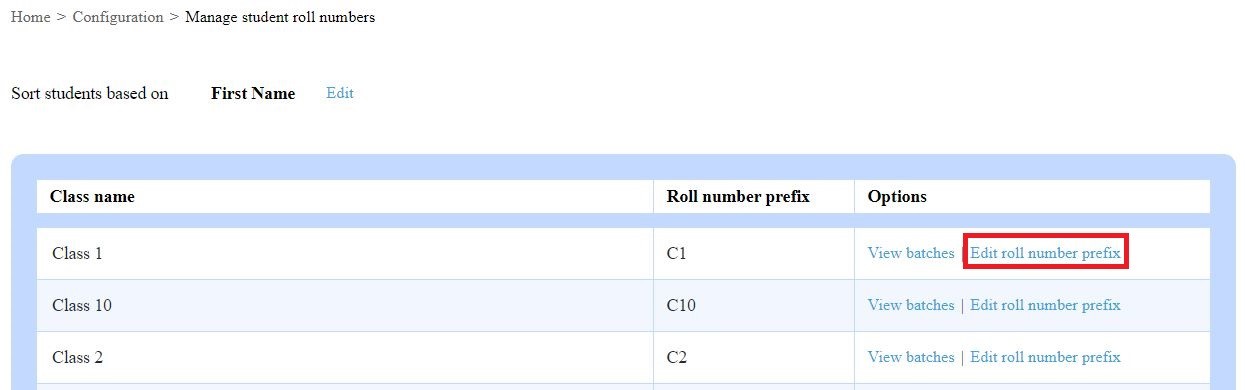 Home > Configuration > Manage student roll numbers
Sort students based on First Name Edit
Class name Roll number prefix Options
Class 1 C1 View batches | Edit roll number prefix
Class 10 C10 View batches | Edit roll number prefix
Class 2 C2 View batches | Edit roll number prefix